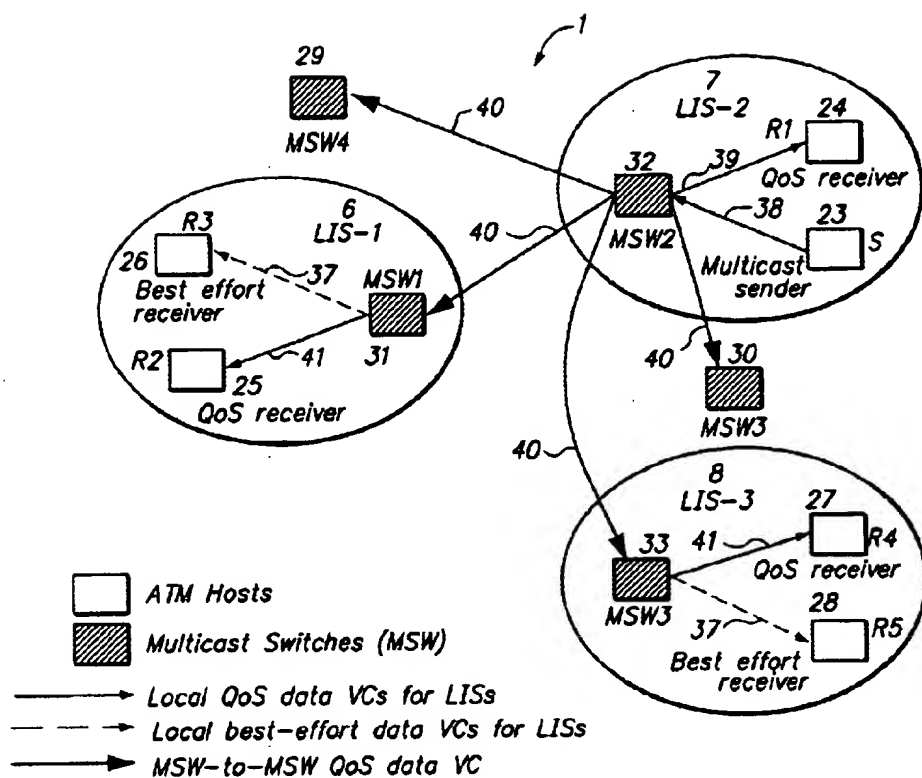 1
29
MSW4
40
7
LIS-2
24
R1
QoS receiver
32
39
38
23
S
MSW2
Multicast
sender
6
LIS-1
R3
26
37
Best effort
receiver
MSW1
31
40
R2
25
41
QoS receiver
40
30
MSW3
40
8
LIS-3
27
33
41
R4
QoS receiver
MSW3
37
28
R5
Best effort
receiver
ATM Hosts
Multicast Switches (MSW)
Local QoS data VCs for LISs
Local best-effort data VCs for LISs
MSW-to-MSW QoS data VC